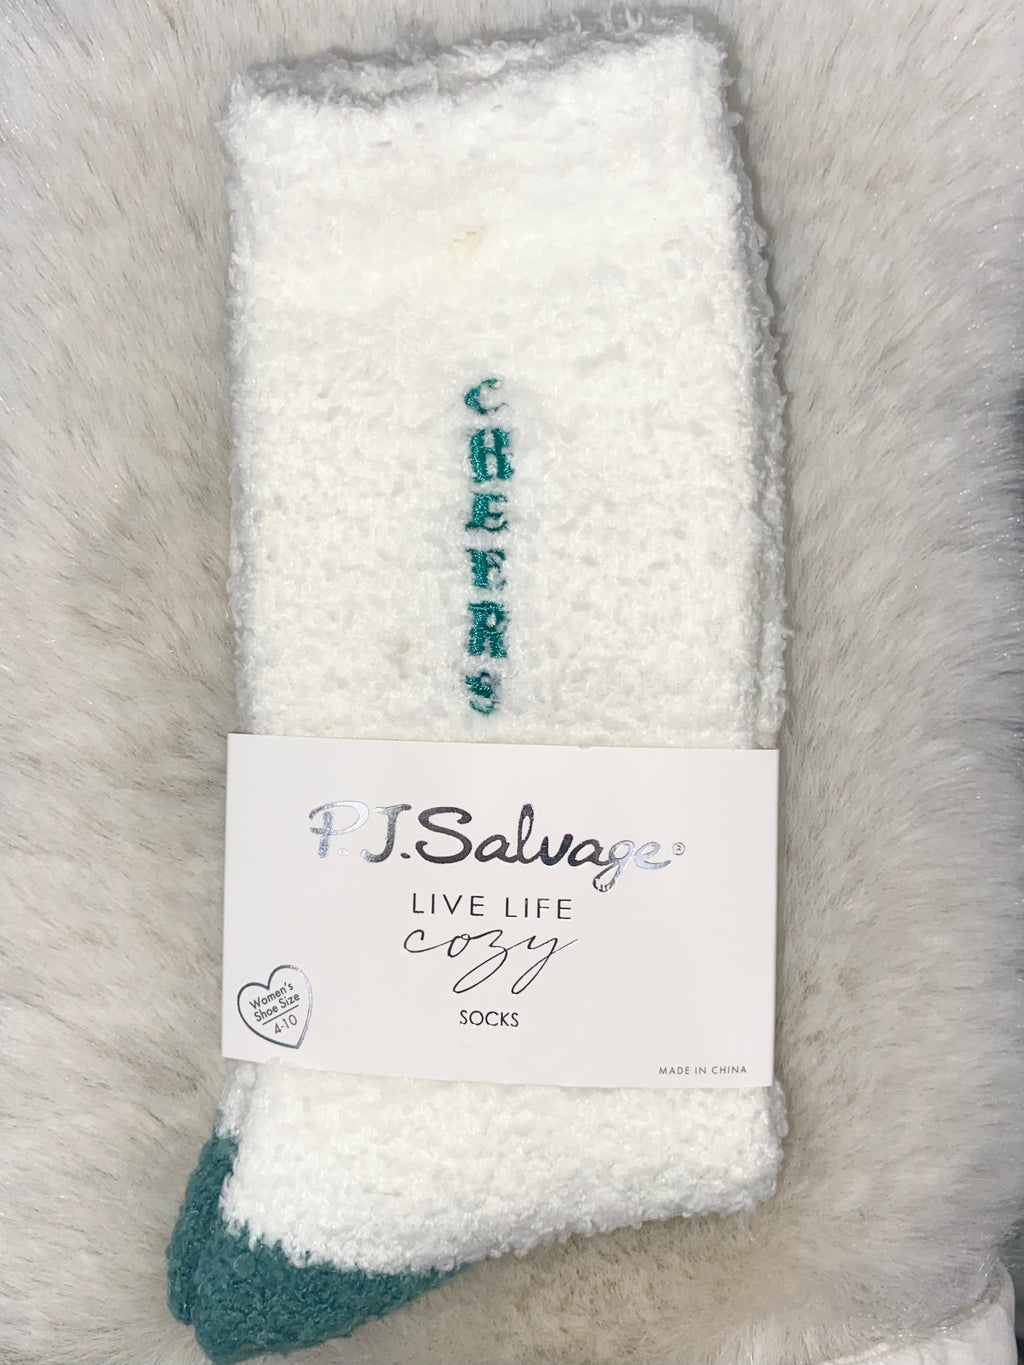 CHEERS
P.J.Salvage®
LIVE LIFE
cozy
SOCKS
Women's
Shoe Size
4-10
MADE IN CHINA